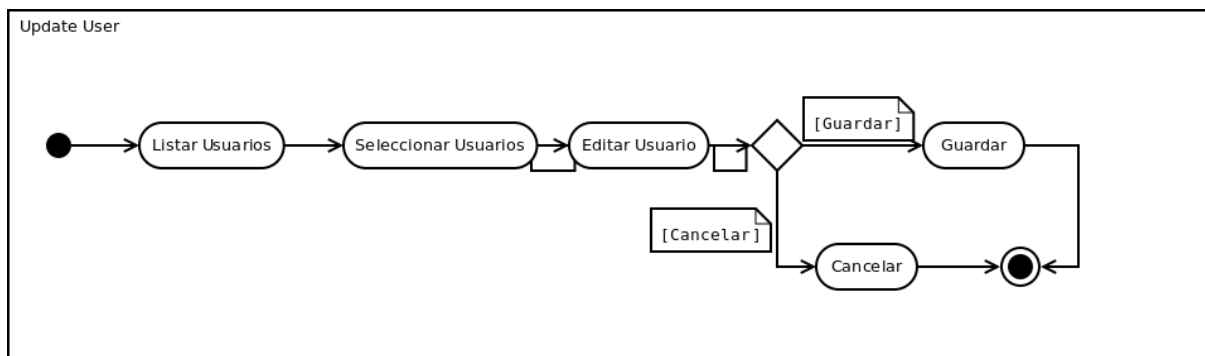 Update User
Listar Usuarios
Seleccionar Usuarios
Editar Usuario
[Guardar]
Guardar
[Cancelar]
Cancelar